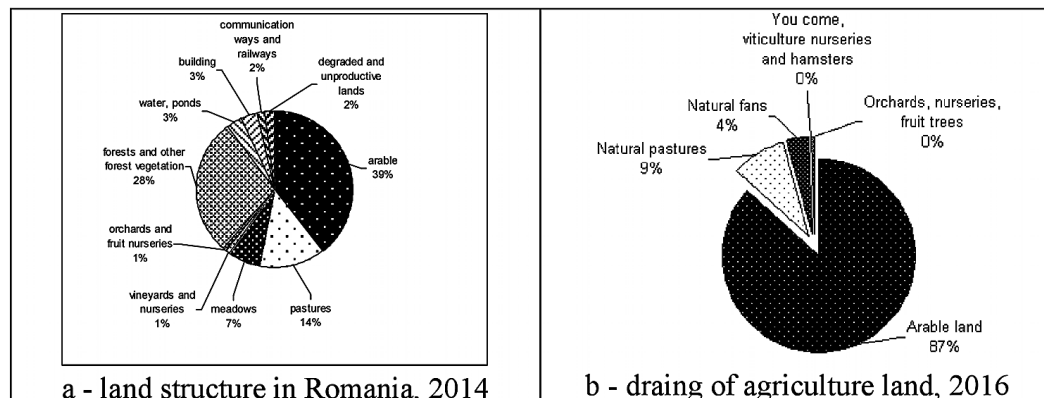 communication
ways and
railways
2%
building
3%
degraded and
unproductive
lands
2%
water, ponds
3%
forests and other
forest vegetation
28%
arable
39%
orchards and
fruit nurseries
1%
vineyards and
nurseries
1%
meadows
7%
pastures
14%
a - land structure in Romania, 2014
You come,
viticulture nurseries
and hamsters
0%
Natural fans
4%
Orchards, nurseries,
fruit trees
0%
Natural pastures
9%
Arable land
87%
b - draing of agriculture land, 2016